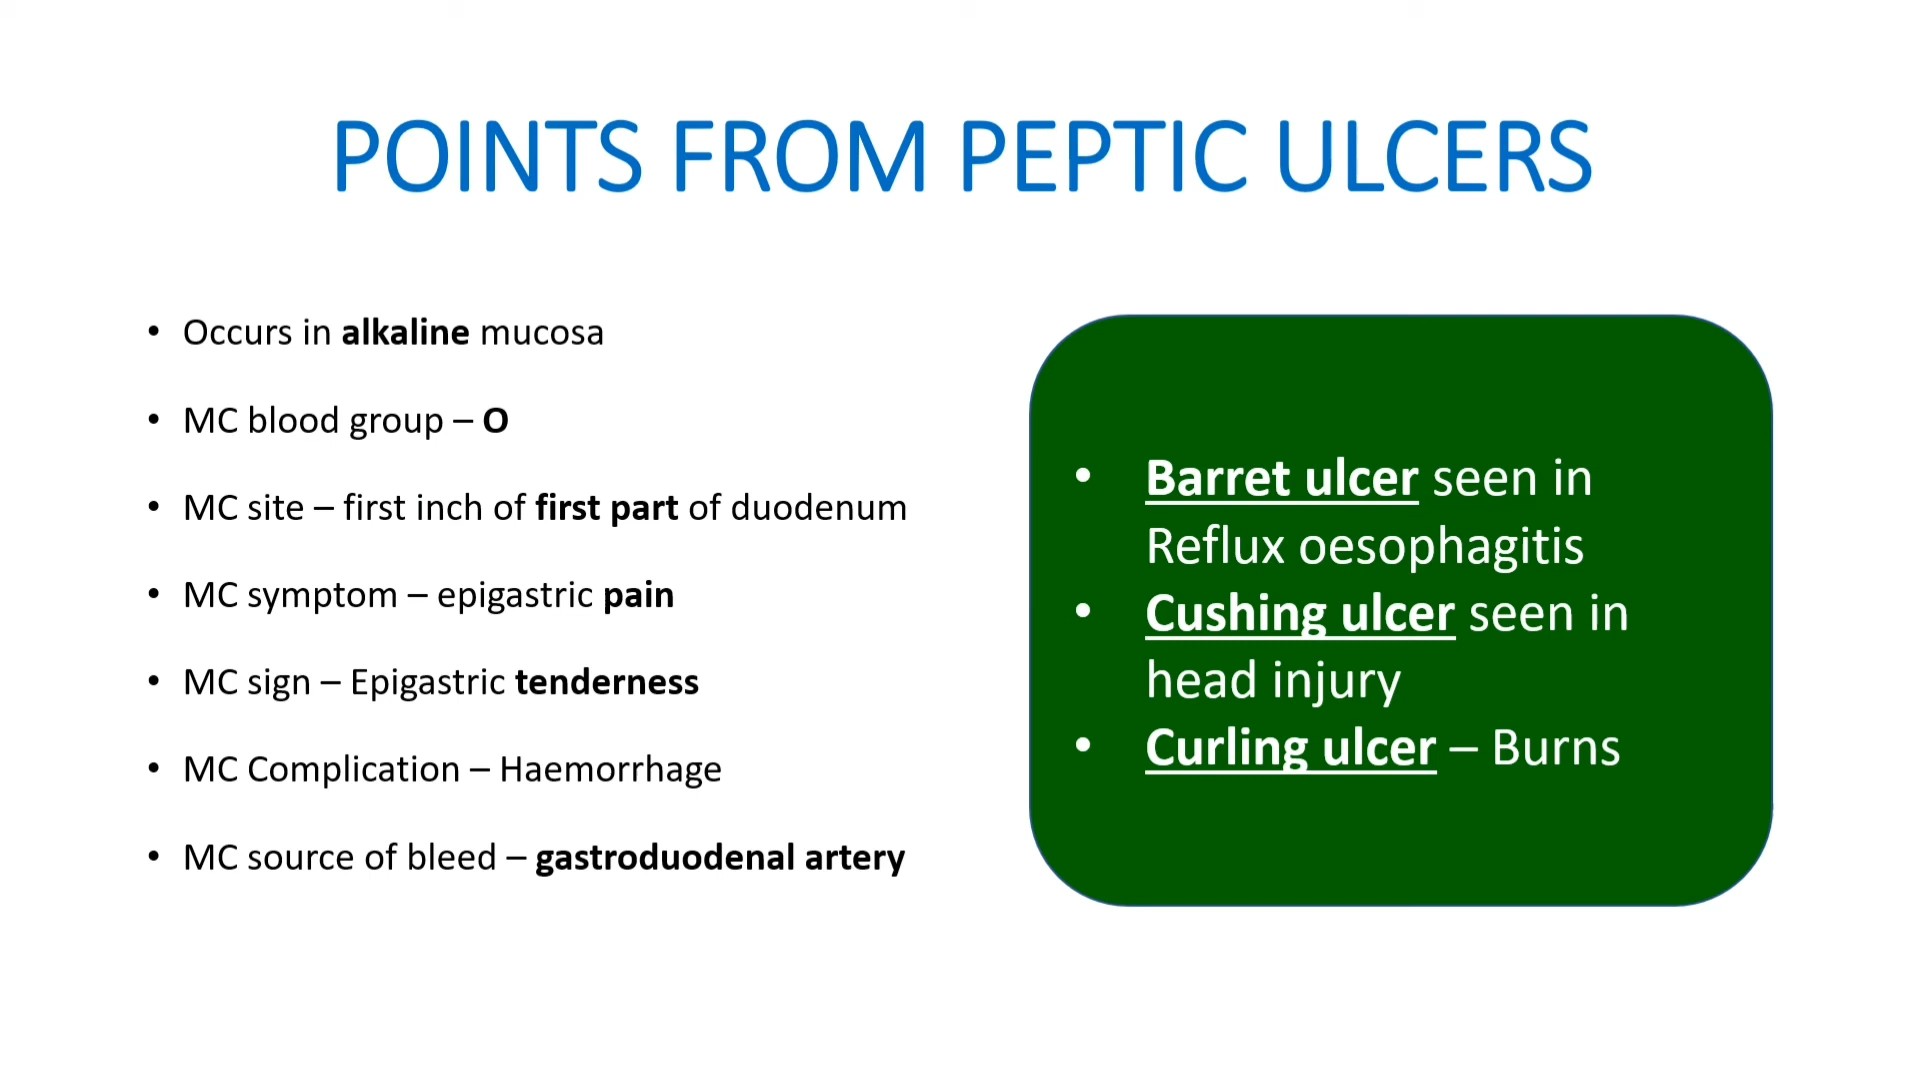 POINTS FROM PEPTIC ULCERS
• Occurs in alkaline mucosa
• MC blood group – O
• MC site – first inch of first part of duodenum
• MC symptom – epigastric pain
• MC sign – Epigastric tenderness
• MC Complication – Haemorrhage
• MC source of bleed – gastroduodenal artery
• Barret ulcer seen in
Reflux oesophagitis
• Cushing ulcer seen in
head injury
• Curling ulcer – Burns